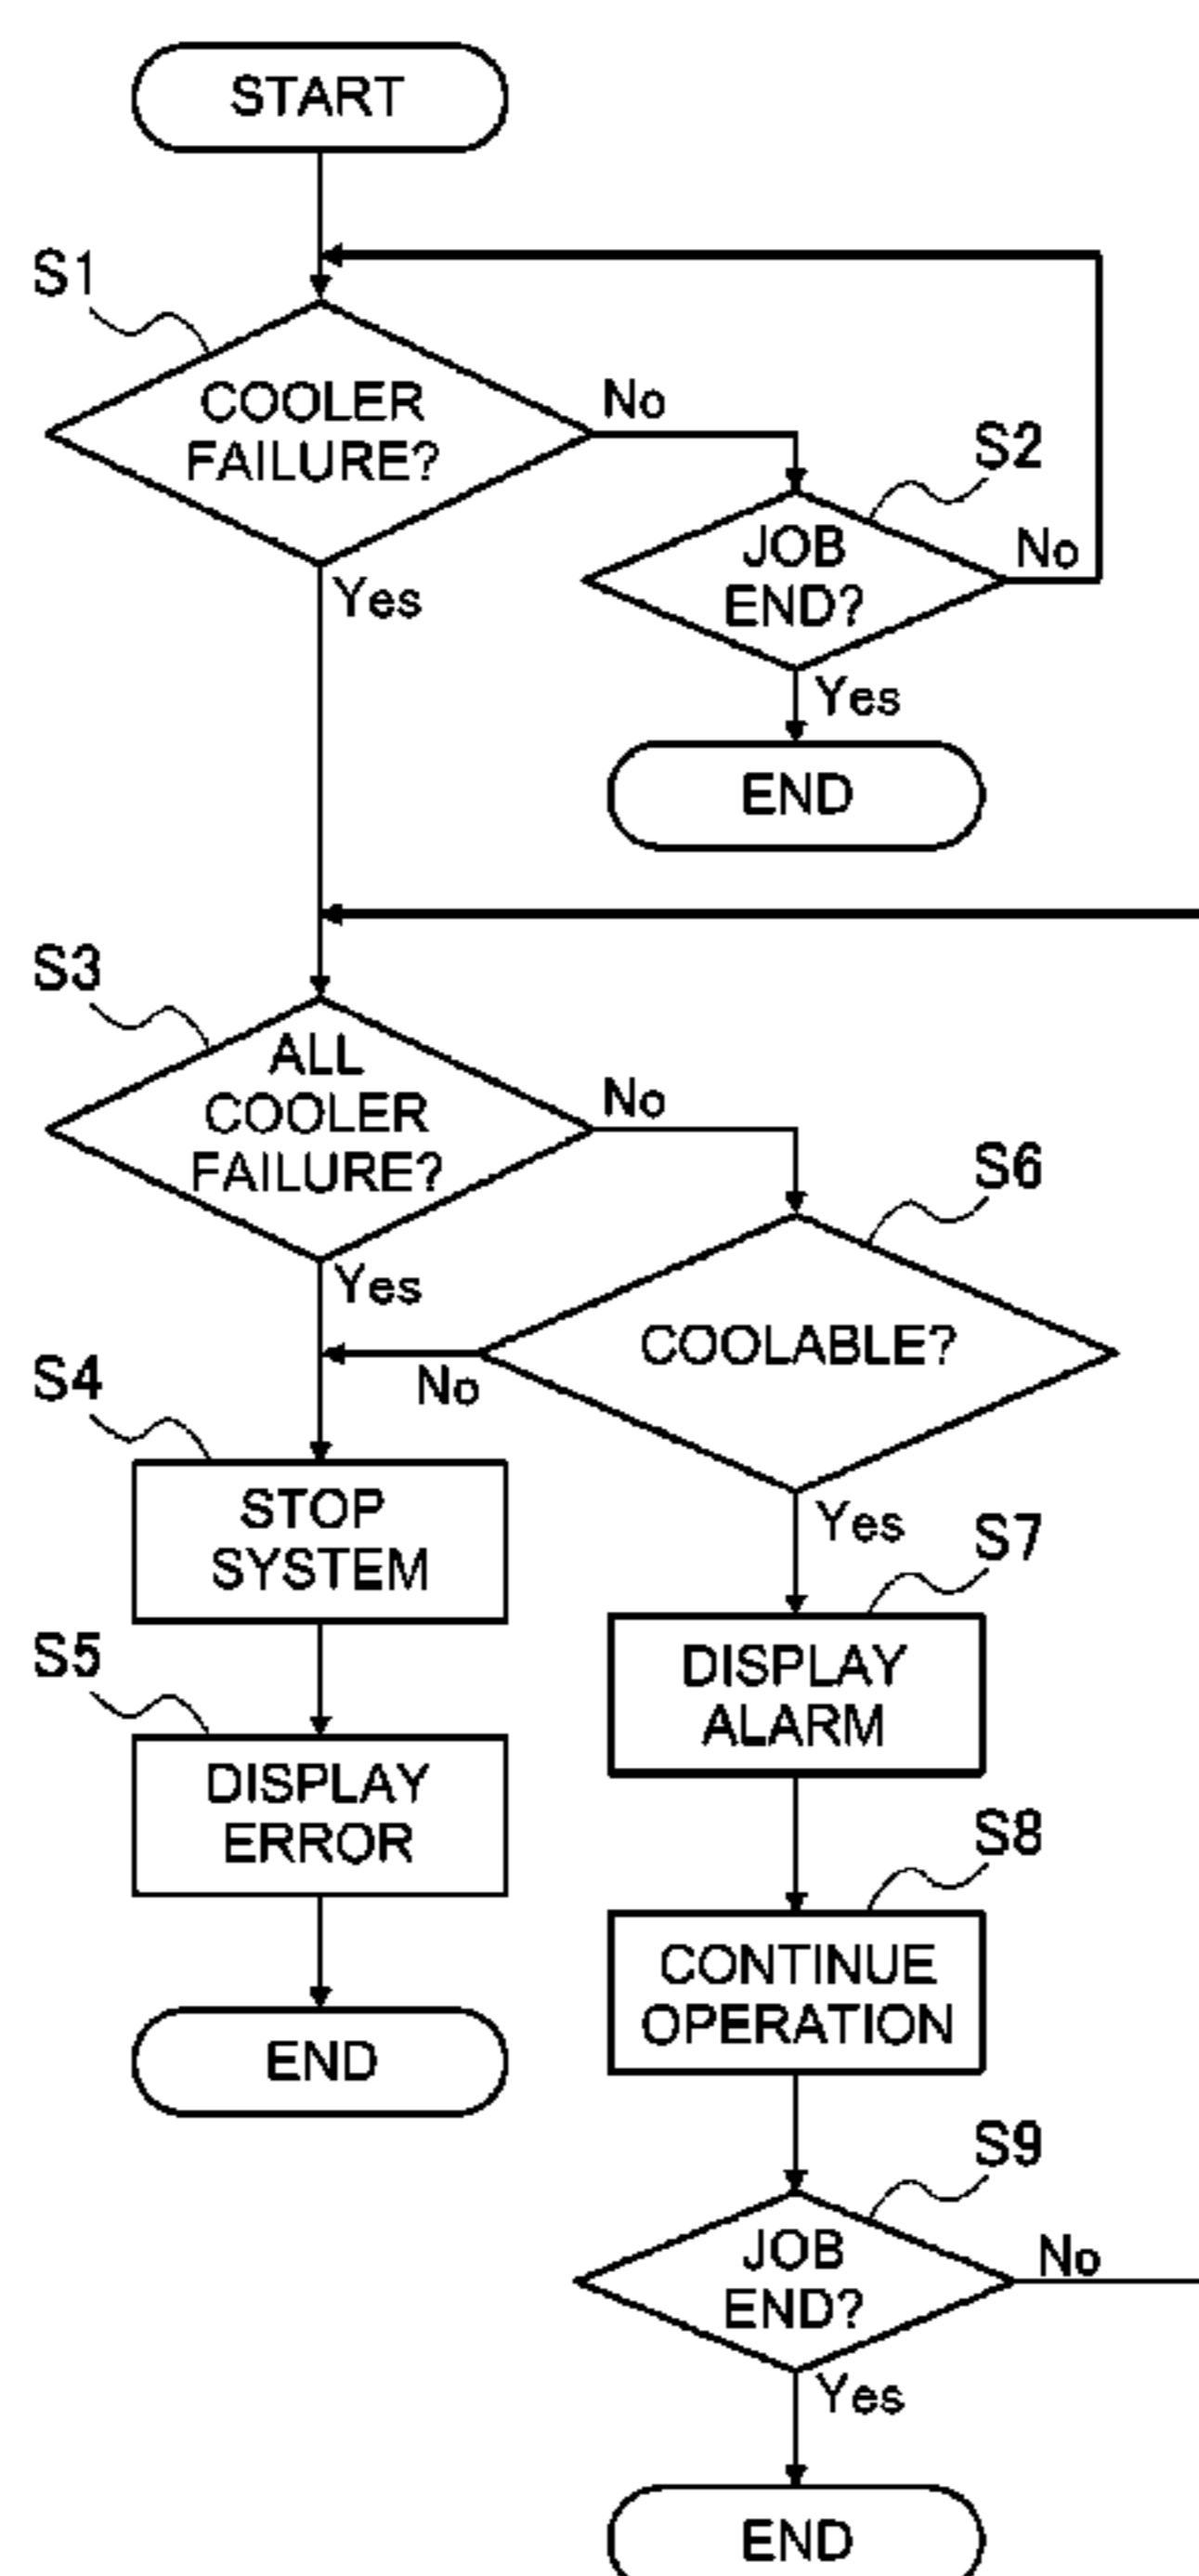 START
S1
COOLER
FAILURE?
No
S2
JOB
END?
No
Yes
Yes
END
S3
ALL
COOLER
FAILURE?
No
S6
Yes
COOLABLE?
No
S4
STOP
SYSTEM
Yes
S7
DISPLAY
ALARM
S5
DISPLAY
ERROR
S8
CONTINUE
OPERATION
END
S9
JOB
END?
No
Yes
END